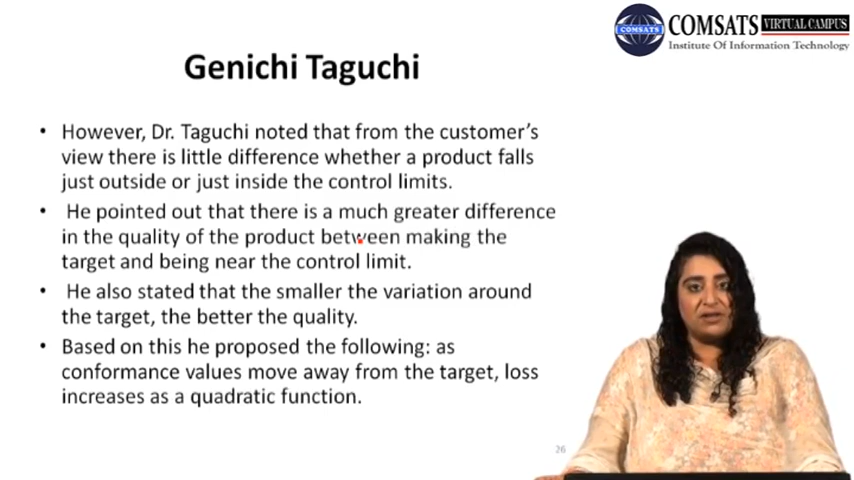 COMSATS VIRTUAL CAMPUS
Institute Of Information Technology
COMSATS
Genichi Taguchi
• However, Dr. Taguchi noted that from the customer's
view there is little difference whether a product falls
just outside or just inside the control limits.
• He pointed out that there is a much greater difference
in the quality of the product between making the
target and being near the control limit.
• He also stated that the smaller the variation around
the target, the better the quality.
• Based on this he proposed the following: as
conformance values move away from the target, loss
increases as a quadratic function.
26